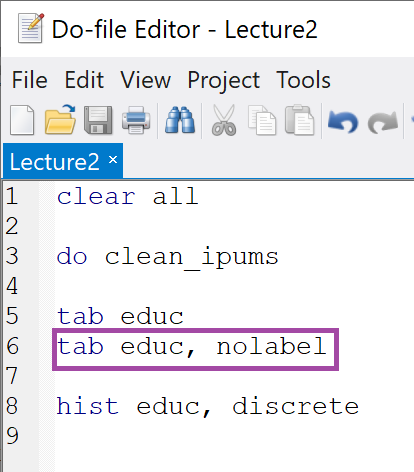 Do-file Editor - Lecture2
File Edit View Project Tools
Lecture2 ×
1 clear all
2
3 do clean_ipums
4
5 tab educ
6 tab educ, nolabel
7
8 hist educ, discrete
9